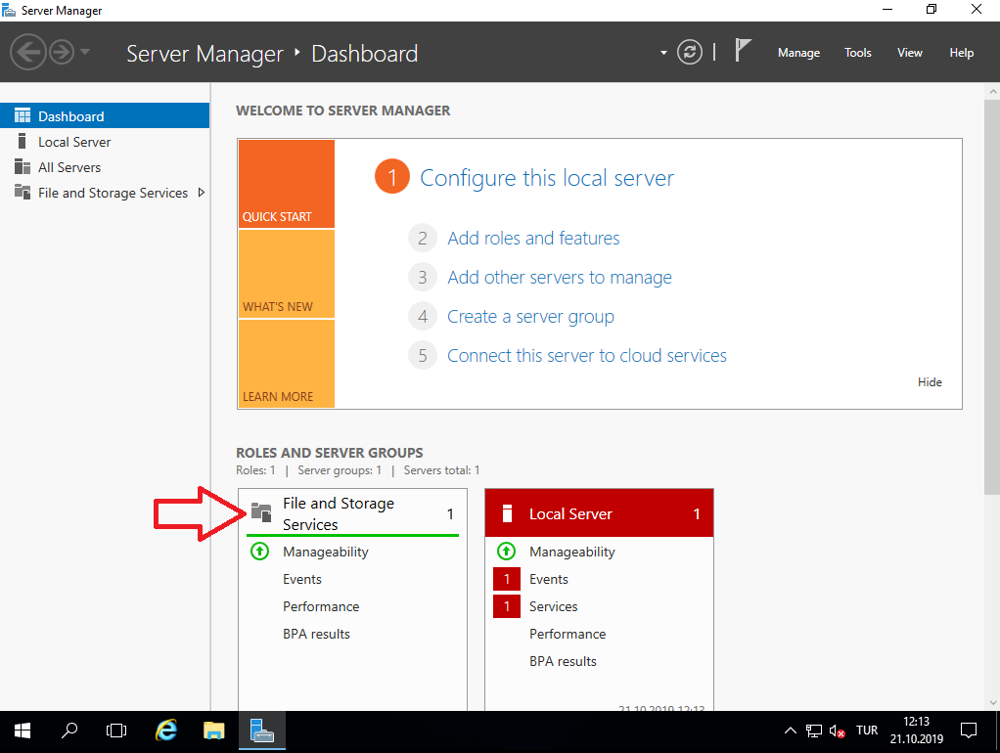 Server Manager
Server Manager ‣ Dashboard
Manage Tools View Help
Dashboard
Local Server
All Servers
File and Storage Services
WELCOME TO SERVER MANAGER
QUICK START
WHAT'S NEW
LEARN MORE
1 Configure this local server
2 Add roles and features
3 Add other servers to manage
4 Create a server group
5 Connect this server to cloud services
Hide
ROLES AND SERVER GROUPS
Roles: 1 | Server groups: 1 | Servers total: 1
File and Storage
Services
1
Manageability
Events
Performance
BPA results
Local Server 1
Manageability
1 Events
1 Services
Performance
BPA results
21.10.2019 12:13
TUR
12:13
21.10.2019